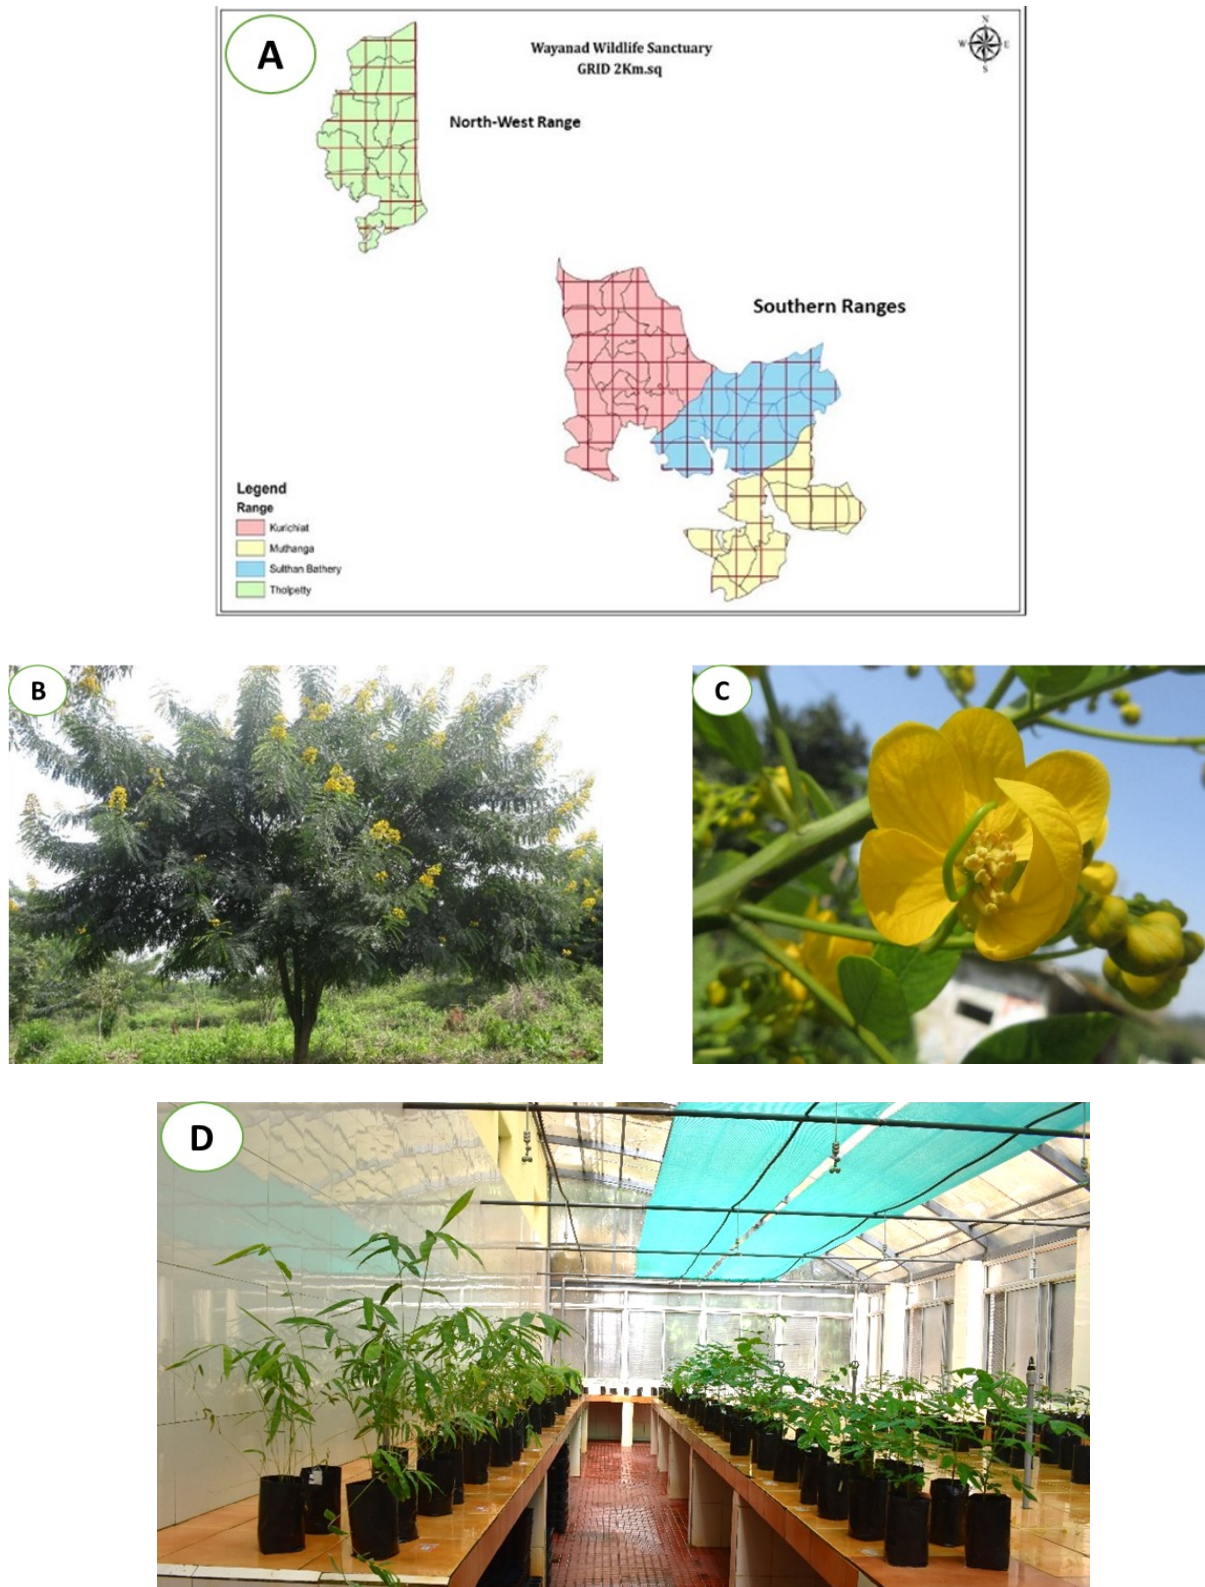 A
Wayanad Wildlife Sanctuary
GRID 2Km.sq
N
W
E
S
North-West Range
Southern Ranges
Legend
Range
Kurichiat
Muthanga
Sulthan Bathery
Tholpetty
B
C
D